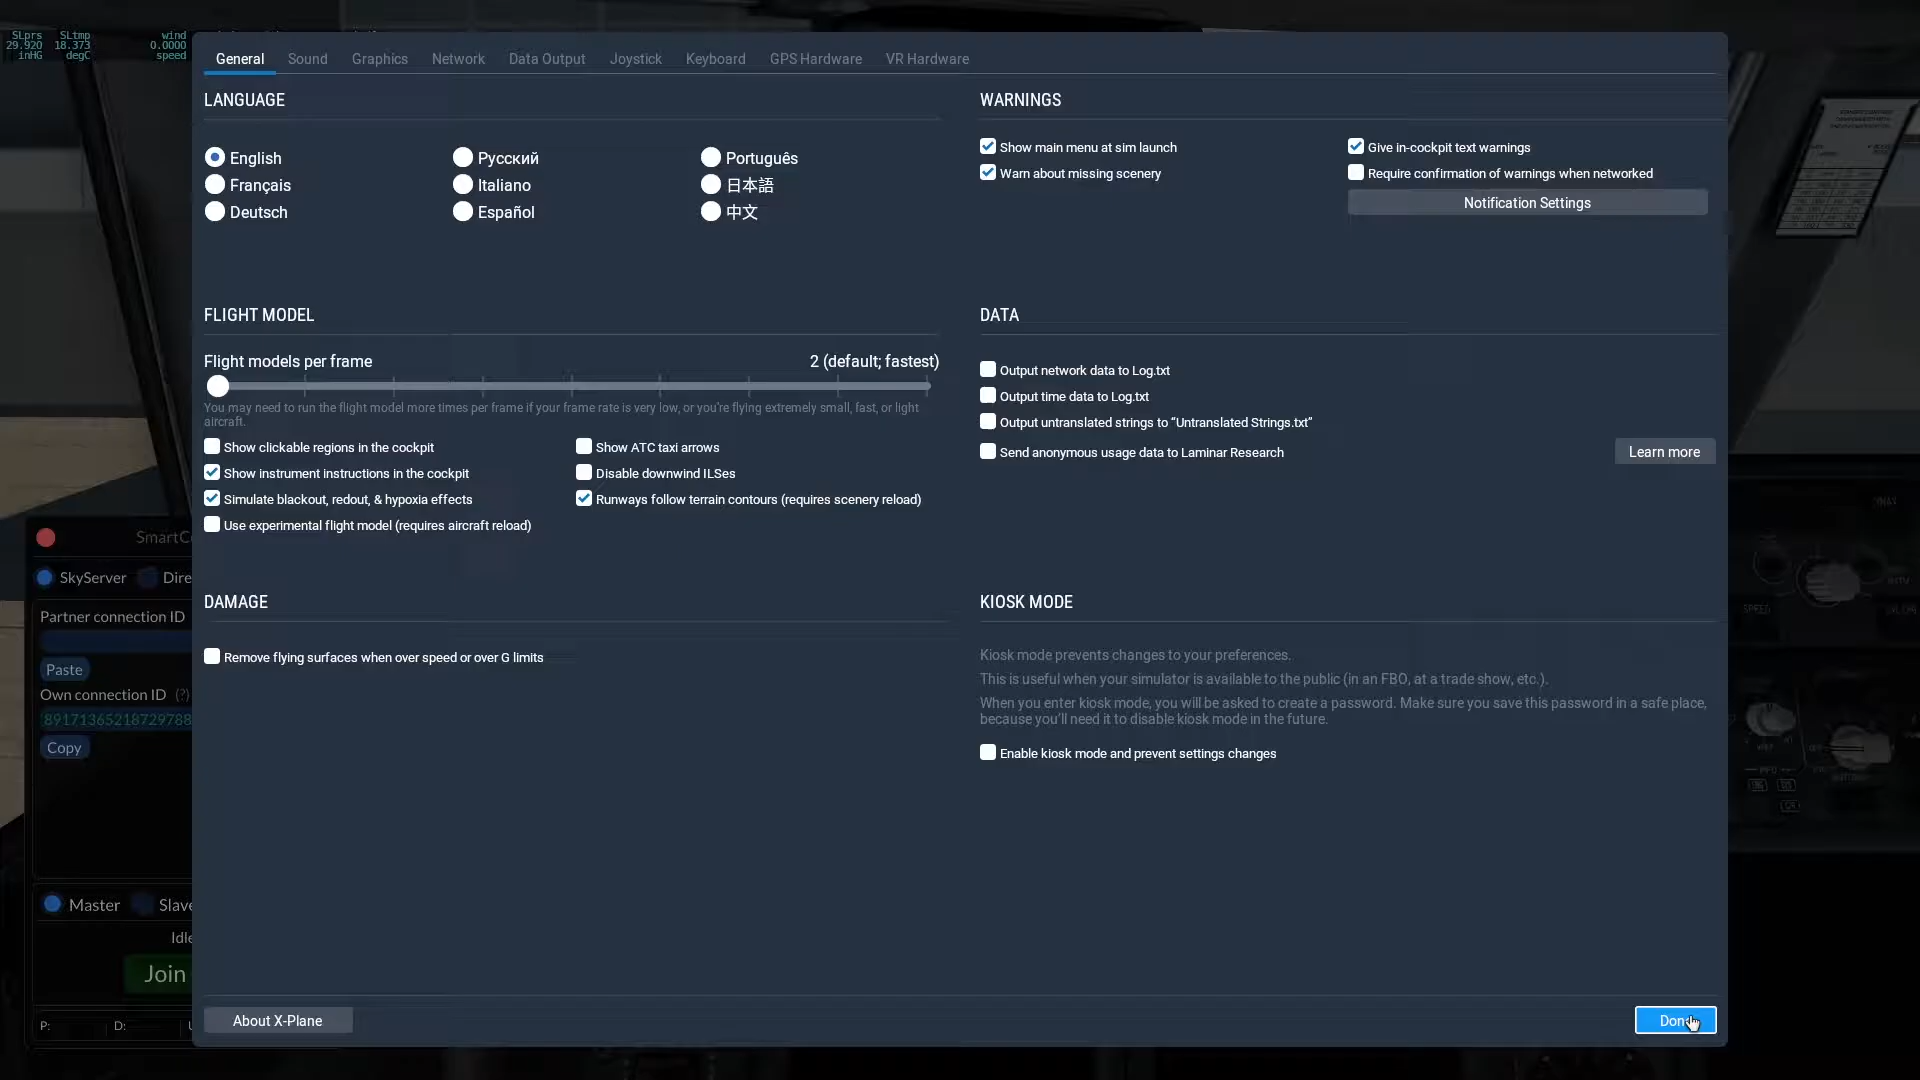 SLprs SLtmp wind
29.920 18.373 0.0000
inHG degC speed
General Sound Graphics Network Data Output Joystick Keyboard GPS Hardware VR Hardware
LANGUAGE
English Русский Português
Français Italiano 日本語
Deutsch Español 中文
WARNINGS
Show main menu at sim launch Give in-cockpit text warnings
Warn about missing scenery Require confirmation of warnings when networked
Notification Settings
FLIGHT MODEL
Flight models per frame 2 (default; fastest)
You may need to run the flight model more times per frame if your frame rate is very low, or you're flying extremely small, fast, or light
aircraft.
Show clickable regions in the cockpit Show ATC taxi arrows
Show instrument instructions in the cockpit Disable downwind ILSes
Simulate blackout, redout, & hypoxia effects Runways follow terrain contours (requires scenery reload)
Use experimental flight model (requires aircraft reload)
DATA
Output network data to Log.txt
Output time data to Log.txt
Output untranslated strings to “Untranslated Strings.txt”
Send anonymous usage data to Laminar Research Learn more
DAMAGE
Remove flying surfaces when over speed or over G limits
KIOSK MODE
Kiosk mode prevents changes to your preferences.
This is useful when your simulator is available to the public (in an FBO, at a trade show, etc.).
When you enter kiosk mode, you will be asked to create a password. Make sure you save this password in a safe place,
because you'll need it to disable kiosk mode in the future.
Enable kiosk mode and prevent settings changes
SmartC
SkyServer Dire
Partner connection ID
Paste
Own connection ID (?)
89171365218729788
Copy
Master Slave
Idle
Join
P: D:
About X-Plane
Done
SPEED